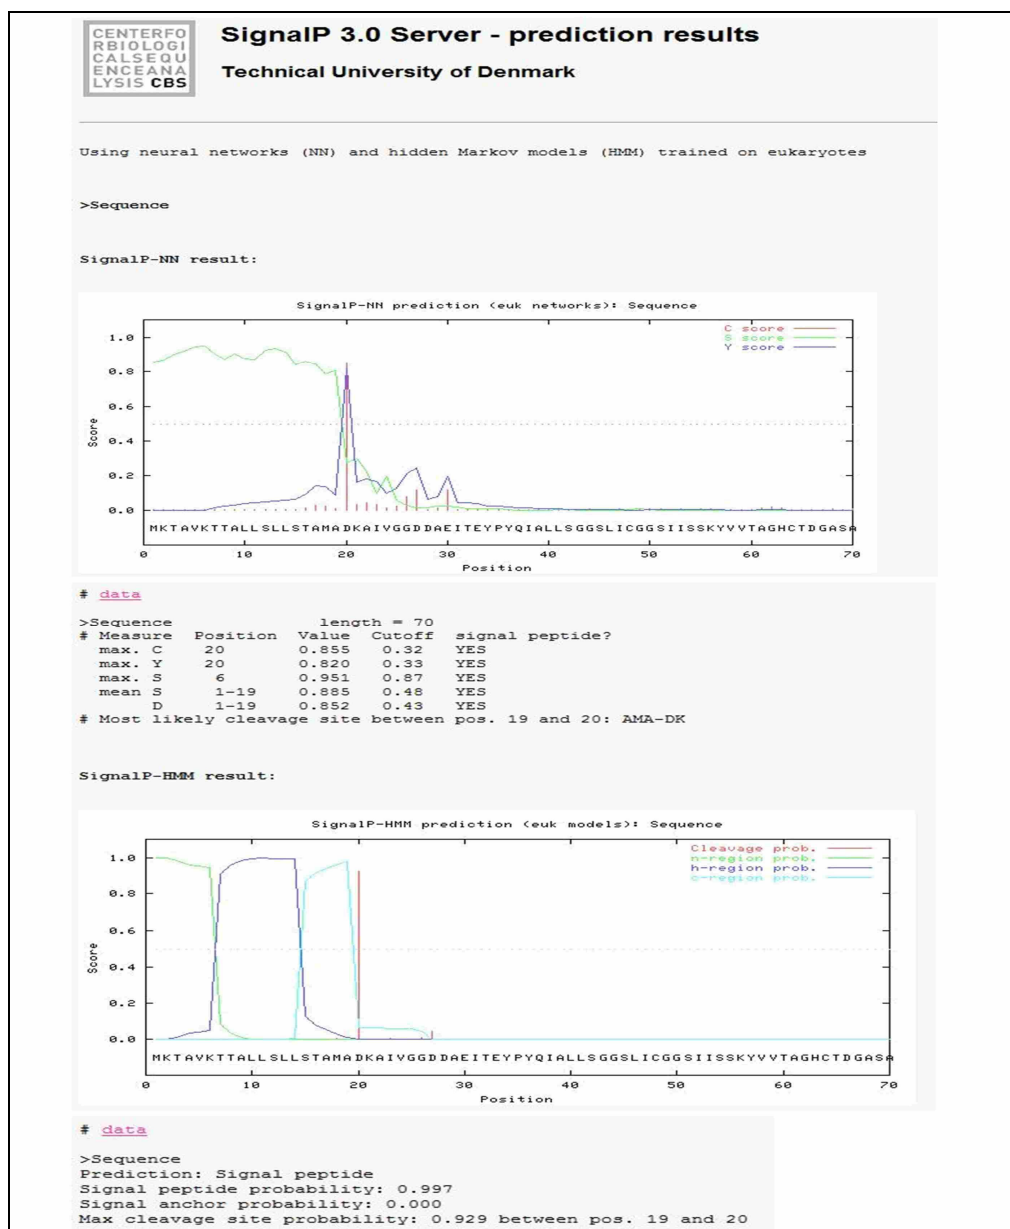 CENTERFO
RBIOLOGI
CALSEQU
ENCEANA
LYSIS CBS
SignalP 3.0 Server - prediction results
Technical University of Denmark
Using neural networks (NN) and hidden Markov models (HMM) trained on eukaryotes
>Sequence
SignalP-NN result:
SignalP-NN prediction (euk networks): Sequence
C score
S score
Y score
1.0
0.8
0.6
0.4
0.2
0.0
Score
MKTAVKTTALLSLLSTAMADKAIVGGDDAEITEYPYQIALLSGGSLICGGSIISSKYVVTAGHCTDGASA
0 10 20 30 40 50 60 70
Position
# data
>Sequence length = 70
# Measure Position Value Cutoff signal peptide?
max. C 20 0.855 0.32 YES
max. Y 20 0.820 0.33 YES
max. S 6 0.951 0.87 YES
mean S 1-19 0.885 0.48 YES
D 1-19 0.852 0.43 YES
# Most likely cleavage site between pos. 19 and 20: AMA-DK
SignalP-HMM result:
SignalP-HMM prediction (euk models): Sequence
Cleavage prob.
n-region prob.
h-region prob.
c-region prob.
1.0
0.8
0.6
0.4
0.2
0.0
Score
MKTAVKTTALLSLLSTAMADKAIVGGDDAEITEYPYQIALLSGGSLICGGSIISSKYVVTAGHCTDGASA
0 10 20 30 40 50 60 70
Position
# data
>Sequence
Prediction: Signal peptide
Signal peptide probability: 0.997
Signal anchor probability: 0.000
Max cleavage site probability: 0.929 between pos. 19 and 20